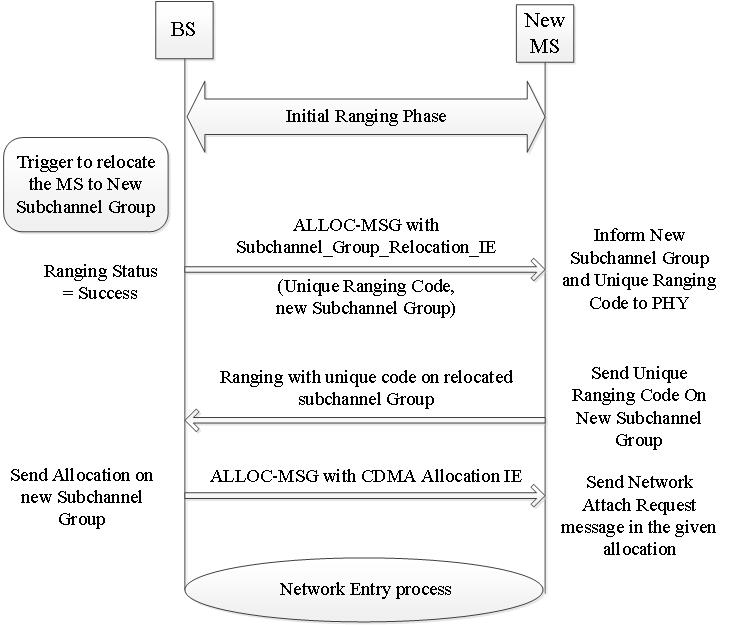 BS
New
MS
Initial Ranging Phase
Trigger to relocate
the MS to New
Subchannel Group
ALLOC-MSG with
Subchannel_Group_Relocation_IE
Ranging Status
= Success
(Unique Ranging Code,
new Subchannel Group)
Inform New
Subchannel Group
and Unique Ranging
Code to PHY
Ranging with unique code on relocated
subchannel Group
Send Unique
Ranging Code On
New Subchannel
Group
Send Allocation on
new Subchannel
Group
ALLOC-MSG with CDMA Allocation IE
Send Network
Attach Request
message in the given
allocation
Network Entry process